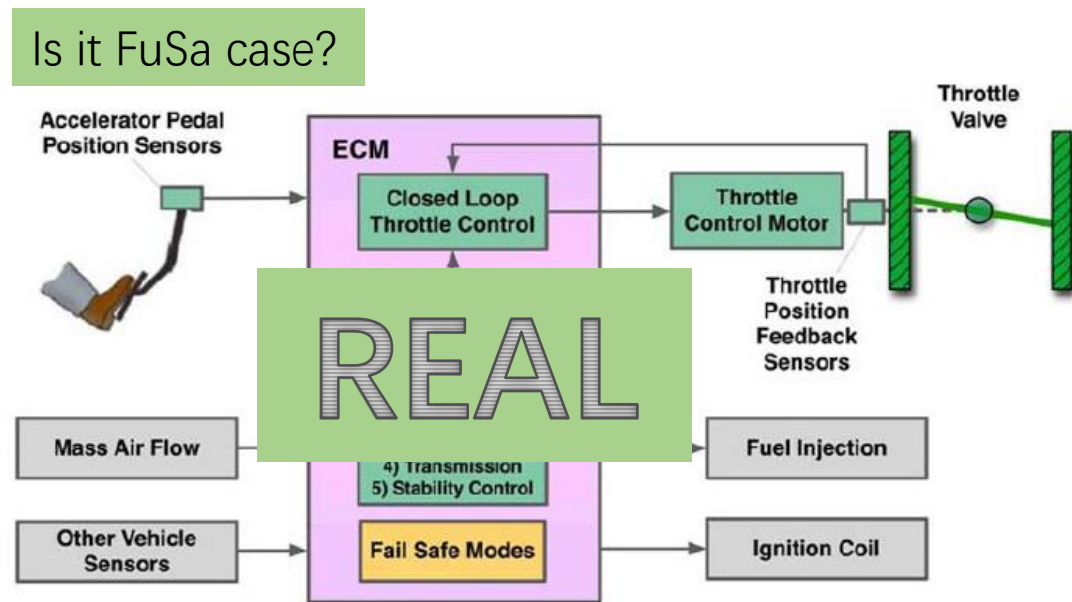 Is it FuSa case?
Accelerator Pedal
Position Sensors
ECM
Closed Loop
Throttle Control
Throttle
Control Motor
Throttle
Valve
Throttle
Position
Feedback
Sensors
REAL
Mass Air Flow
4) Transmission
5) Stability Control
Fuel Injection
Other Vehicle
Sensors
Fail Safe Modes
Ignition Coil